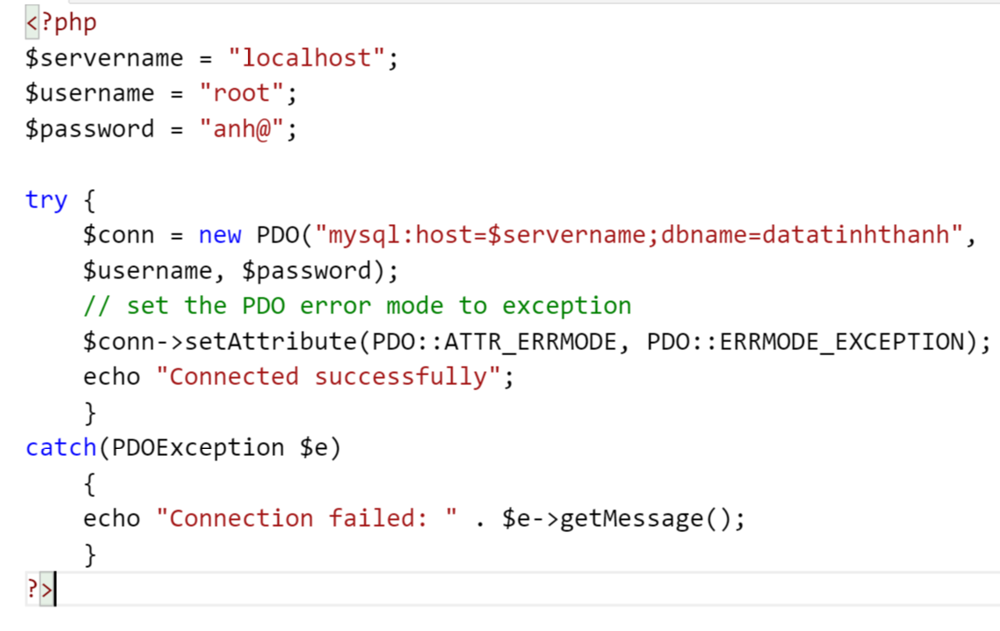 <?php
$servername = "localhost";
$username = "root";
$password = "anh@";
try {
$conn = new PDO("mysql:host=$servername;dbname=datatinhthanh",
$username, $password);
// set the PDO error mode to exception
$conn->setAttribute(PDO::ATTR_ERRMODE, PDO::ERRMODE_EXCEPTION);
echo "Connected successfully";
}
catch(PDOException $e)
{
echo "Connection failed: " . $e->getMessage();
}
?>